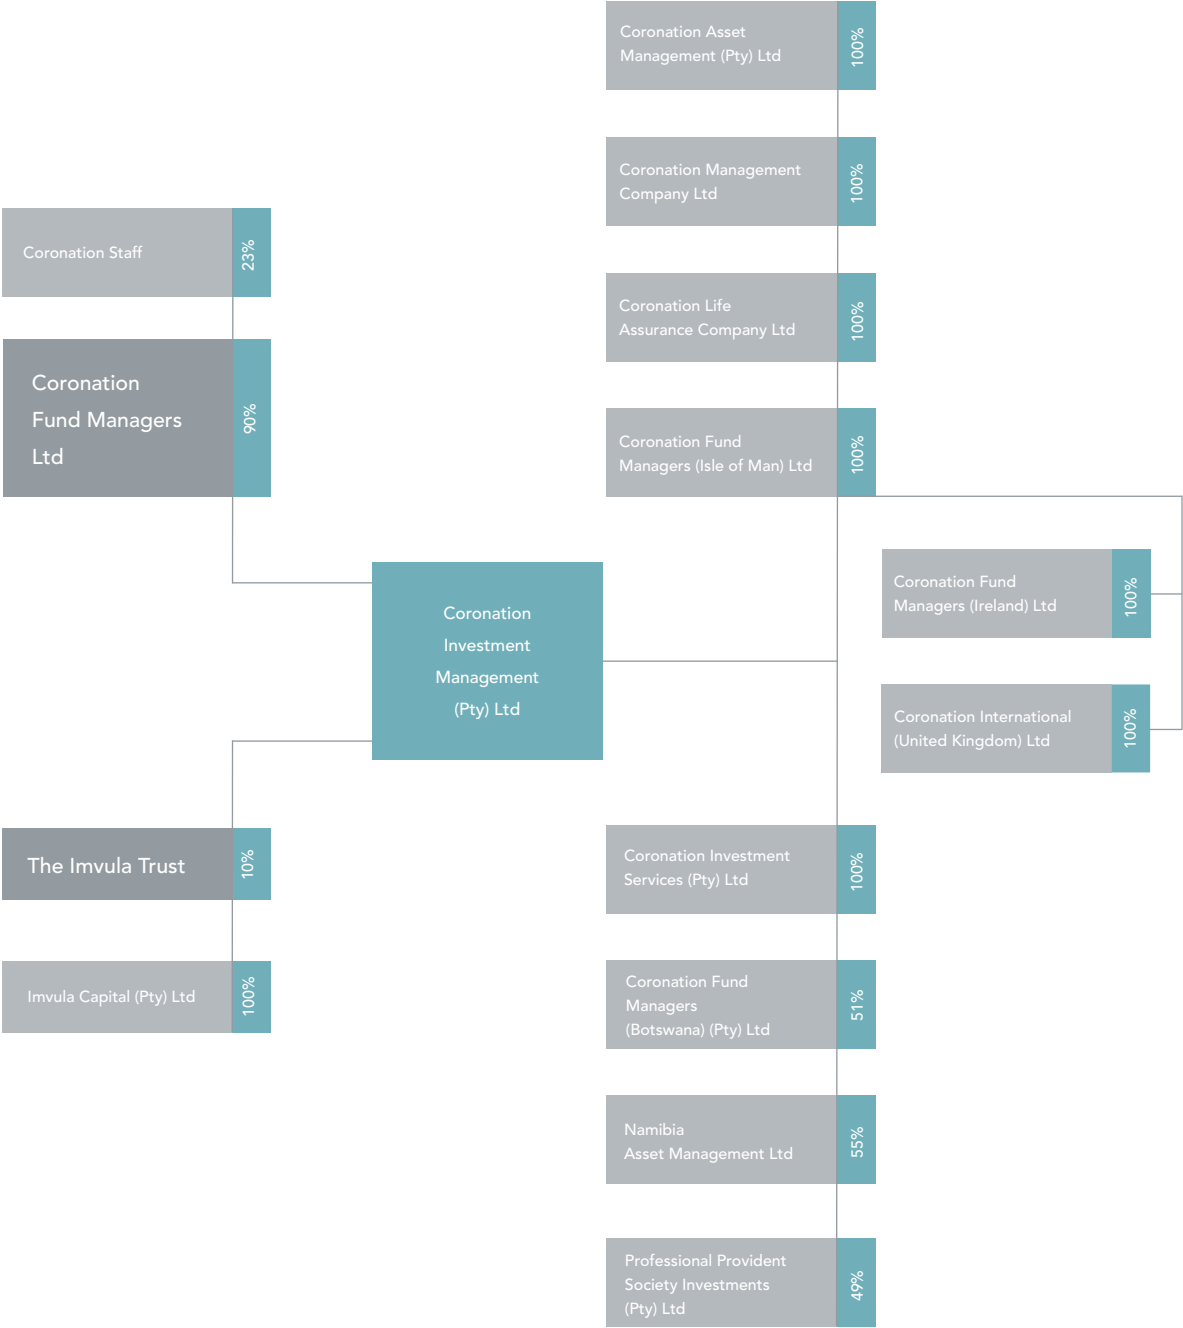 Coronation Staff
23%
Coronation
Fund Managers
Ltd
90%
Coronation
Investment
Management
(Pty) Ltd
The Imvula Trust
10%
Imvula Capital (Pty) Ltd
100%
Coronation Asset
Management (Pty) Ltd
100%
Coronation Management
Company Ltd
100%
Coronation Life
Assurance Company Ltd
100%
Coronation Fund
Managers (Isle of Man) Ltd
100%
Coronation Fund
Managers (Ireland) Ltd
100%
Coronation International
(United Kingdom) Ltd
100%
Coronation Investment
Services (Pty) Ltd
100%
Coronation Fund
Managers
(Botswana) (Pty) Ltd
51%
Namibia
Asset Management Ltd
55%
Professional Provident
Society Investments
(Pty) Ltd
49%